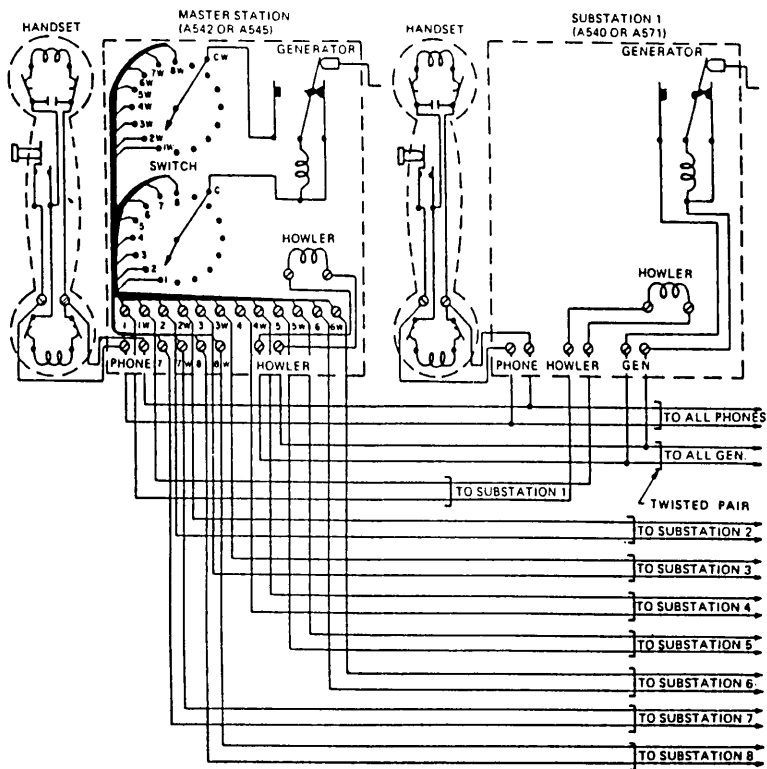 MASTER STATION
(A542 OR A545)
SUBSTATION 1
(A540 OR A571)
HANDSET
GENERATOR
HANDSET
GENERATOR
8W
7W
6W
5W
4W
3W
2W
1W
CW
SWITCH
7
6
5
4
3
2
1
C
HOWLER
HOWLER
1 1W 2 2W 3 3W 4 4W 5 5W 6 6W
PHONE 7 7W 8 8W HOWLER
PHONE HOWLER GEN
TO ALL PHONES
TO ALL GEN.
TO SUBSTATION 1
TWISTED PAIR
TO SUBSTATION 2
TO SUBSTATION 3
TO SUBSTATION 4
TO SUBSTATION 5
TO SUBSTATION 6
TO SUBSTATION 7
TO SUBSTATION 8